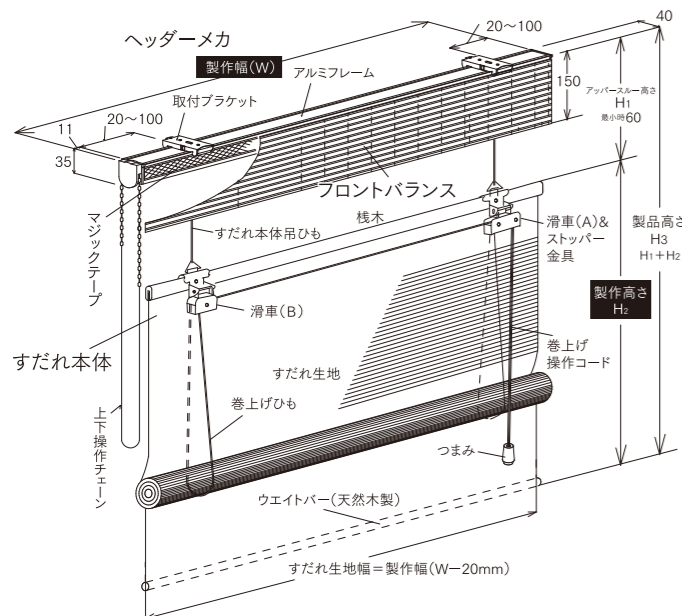 ヘッダーメカ
20〜100
40
製作幅(W)
アルミフレーム
取付ブラケット
20〜100
11
35
150
アッパースルー高さ
H1
最小時60
フロントバランス
マジックテープ
すだれ本体吊ひも
桟木
滑車(A)&
ストッパー
金具
製品高さ
H3
H1+H2
製作高さ
H2
滑車(B)
すだれ本体
巻上げ
操作コード
すだれ生地
巻上げひも
上下操作チェーン
つまみ
ウエイトバー(天然木製)
すだれ生地幅=製作幅(W−20mm)